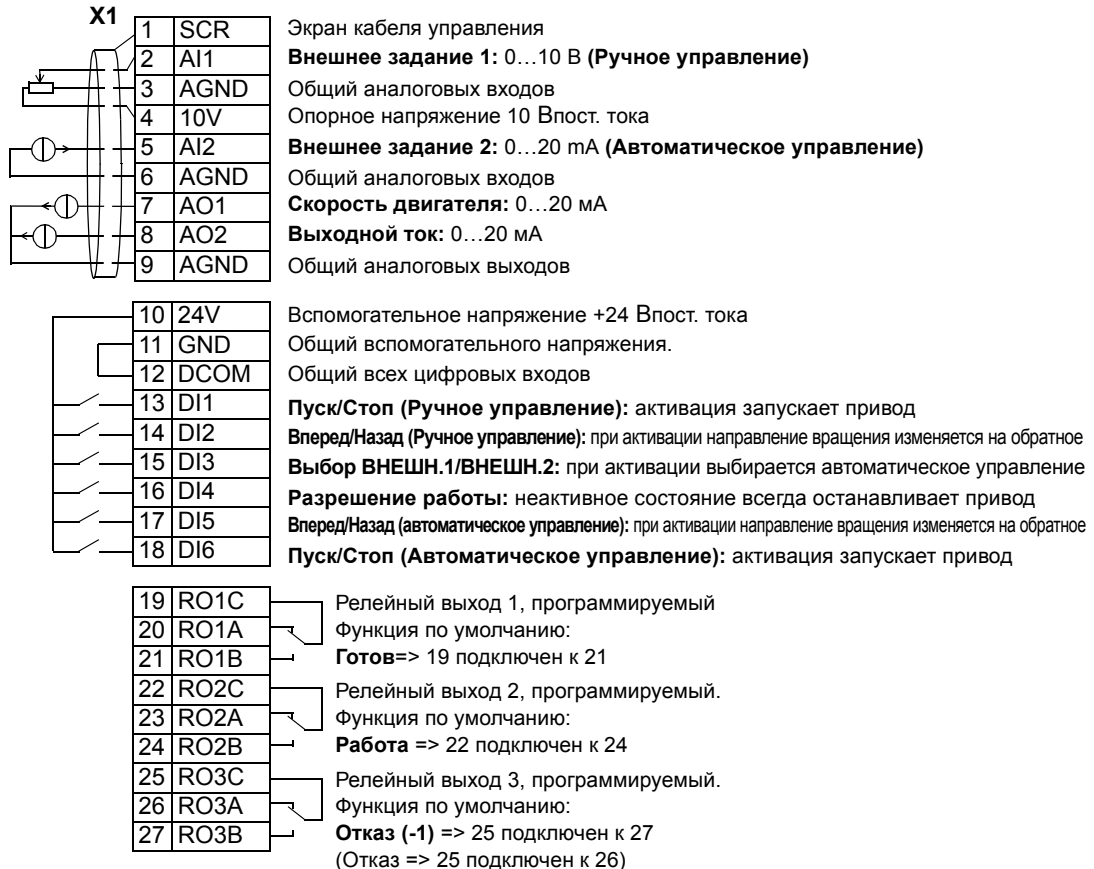 X1
1 SCR Экран кабеля управления
2 AI1 Внешнее задание 1: 0…10 В (Ручное управление)
3 AGND Общий аналоговых входов
4 10V Опорное напряжение 10 Впост. тока
5 AI2 Внешнее задание 2: 0…20 mA (Автоматическое управление)
6 AGND Общий аналоговых входов
7 AO1 Скорость двигателя: 0…20 мА
8 AO2 Выходной ток: 0…20 мА
9 AGND Общий аналоговых выходов
10 24V Вспомогательное напряжение +24 Впост. тока
11 GND Общий вспомогательного напряжения.
12 DCOM Общий всех цифровых входов
13 DI1 Пуск/Стоп (Ручное управление): активация запускает привод
14 DI2 Вперед/Назад (Ручное управление): при активации направление вращения изменяется на обратное
15 DI3 Выбор ВНЕШН.1/ВНЕШН.2: при активации выбирается автоматическое управление
16 DI4 Разрешение работы: неактивное состояние всегда останавливает привод
17 DI5 Вперед/Назад (автоматическое управление): при активации направление вращения изменяется на обратное
18 DI6 Пуск/Стоп (Автоматическое управление): активация запускает привод
19 RO1C Релейный выход 1, программируемый
20 RO1A Функция по умолчанию:
21 RO1B Готов=> 19 подключен к 21
22 RO2C Релейный выход 2, программируемый.
23 RO2A Функция по умолчанию:
24 RO2B Работа => 22 подключен к 24
25 RO3C Релейный выход 3, программируемый.
26 RO3A Функция по умолчанию:
27 RO3B Отказ (-1) => 25 подключен к 27
(Отказ => 25 подключен к 26)